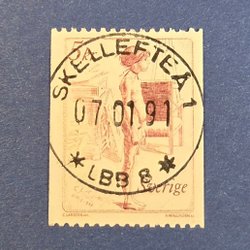 SKELLEFTEÅ 1
07.01.91
* LBB 8 *
Sverige